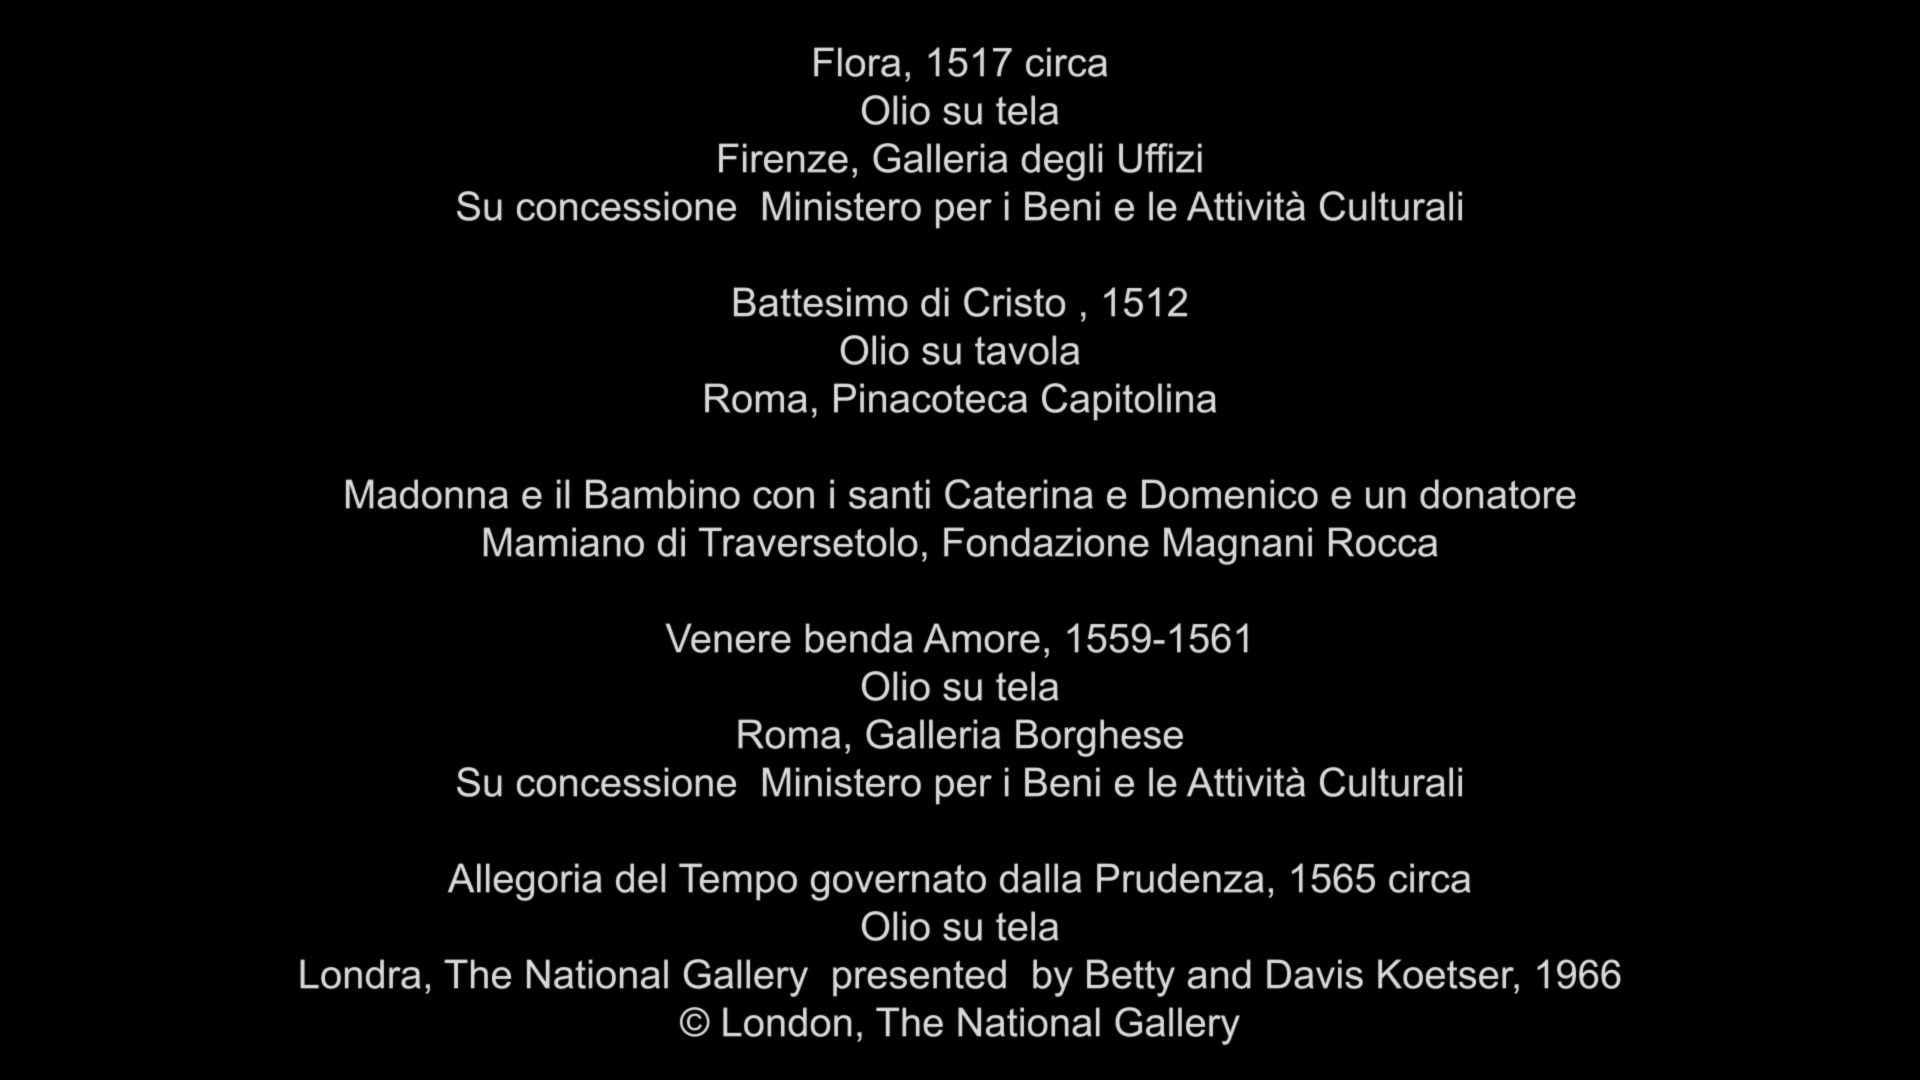 Flora, 1517 circa
Olio su tela
Firenze, Galleria degli Uffizi
Su concessione  Ministero per i Beni e le Attività Culturali
Battesimo di Cristo , 1512
Olio su tavola
Roma, Pinacoteca Capitolina
Madonna e il Bambino con i santi Caterina e Domenico e un donatore
Mamiano di Traversetolo, Fondazione Magnani Rocca
Venere benda Amore, 1559-1561
Olio su tela
Roma, Galleria Borghese
Su concessione  Ministero per i Beni e le Attività Culturali
Allegoria del Tempo governato dalla Prudenza, 1565 circa
Olio su tela
Londra, The National Gallery  presented  by Betty and Davis Koetser, 1966
© London, The National Gallery